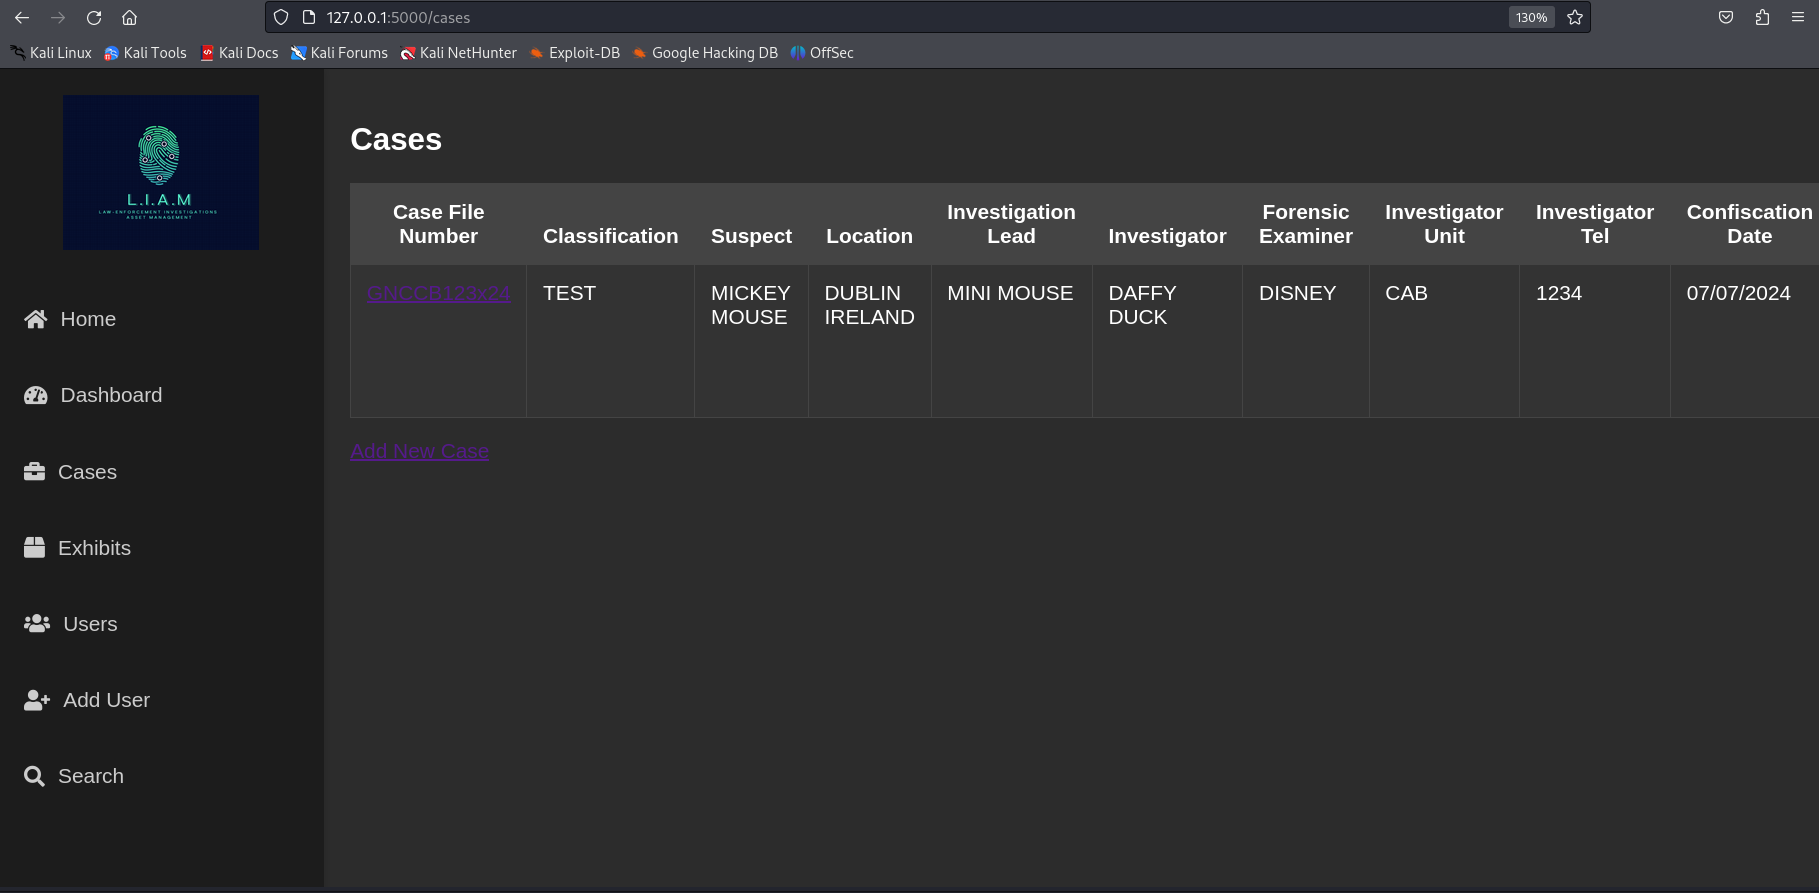 127.0.0.1:5000/cases
130%
Kali Linux
Kali Tools
Kali Docs
Kali Forums
Kali NetHunter
Exploit-DB
Google Hacking DB
OffSec
L.I.A.M
LAW-ENFORCEMENT INVESTIGATIONS
ASSET MANAGEMENT
Home
Dashboard
Cases
Exhibits
Users
Add User
Search
Cases
Case File
Number
Classification
Suspect
Location
Investigation
Lead
Investigator
Forensic
Examiner
Investigator
Unit
Investigator
Tel
Confiscation
Date
GNCCB123x24
TEST
MICKEY
MOUSE
DUBLIN
IRELAND
MINI MOUSE
DAFFY
DUCK
DISNEY
CAB
1234
07/07/2024
Add New Case